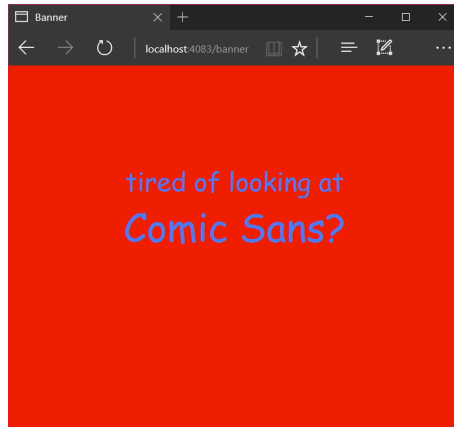 Banner
localhost:4083/banner
tired of looking at
Comic Sans?